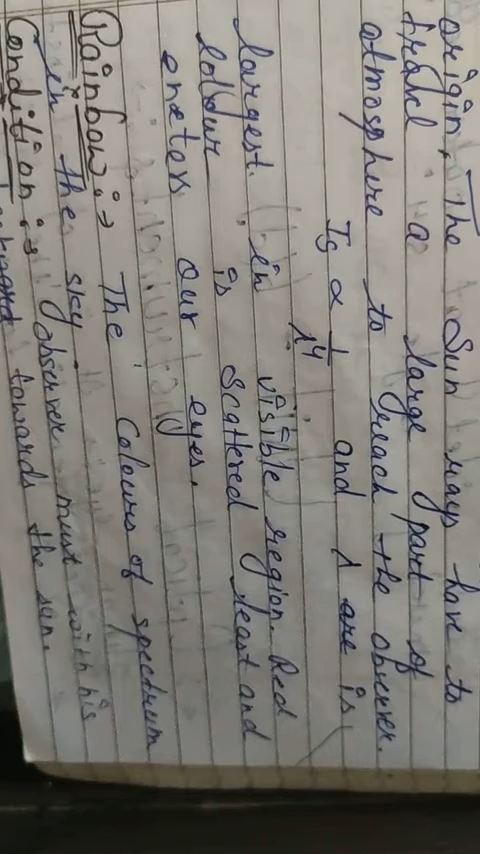 origin, The Sun rays have to
travel a large part of
atmosphere to reach the observer.
Is α 1/λ4 and λ are is
largest in visible region. Red
colour is scattered least and
eneters our eyes.
Rainbow :→ The Colours of spectrum
in the sky
Condition :s observer must with his
towards the sun.